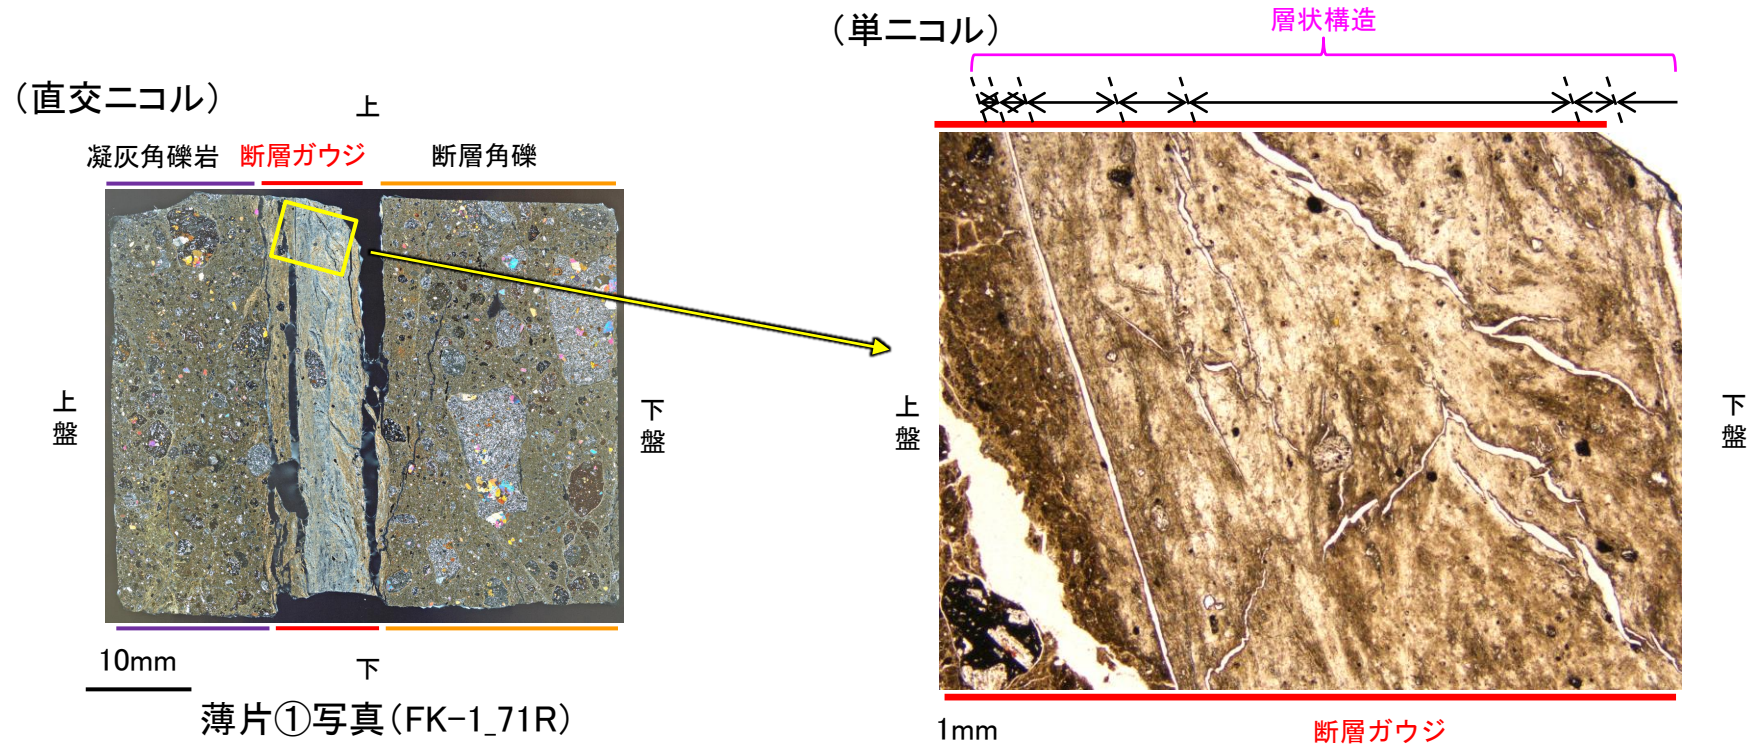 （直交ニコル）
上
凝灰角礫岩
断層ガウジ
断層角礫
上盤
下盤
10mm
下
薄片①写真（FK-1_71R）
（単ニコル）
層状構造
上盤
下盤
1mm
断層ガウジ